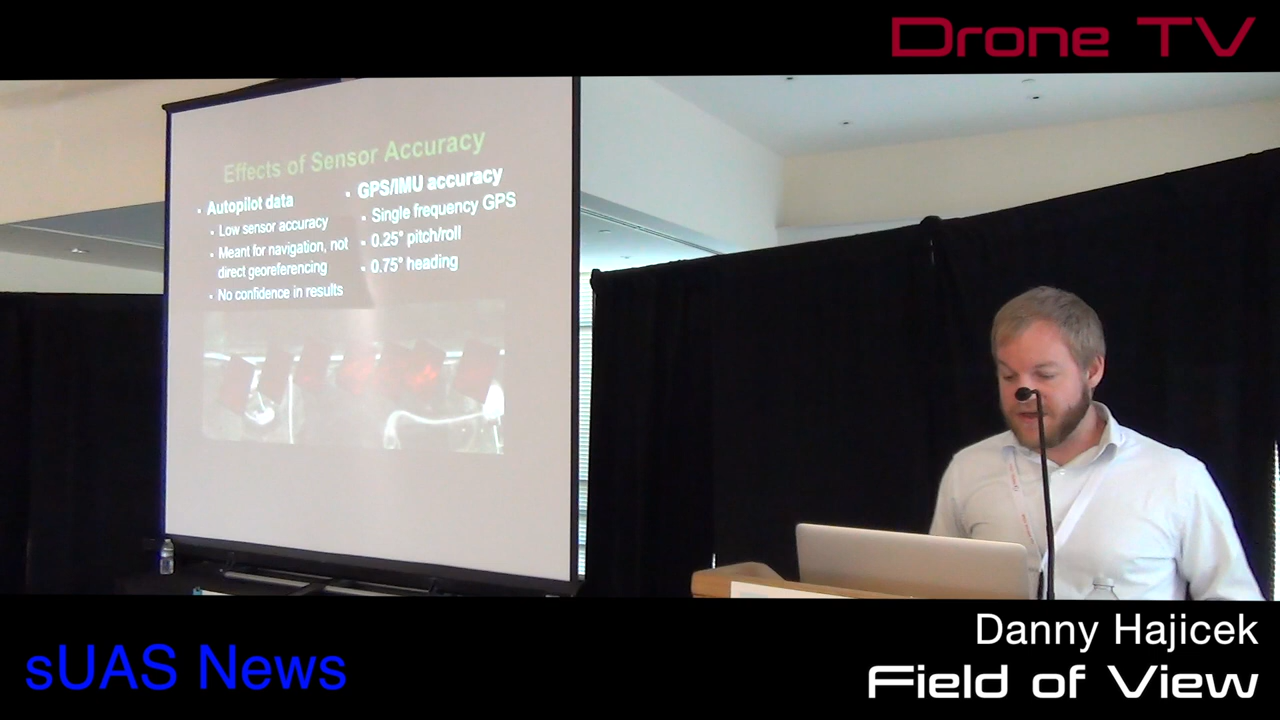 Drone TV
Effects of Sensor Accuracy
Autopilot data
Low sensor accuracy
Meant for navigation, not
direct georeferencing
No confidence in results
GPS/IMU accuracy
Single frequency GPS
0.25° pitch/roll
0.75° heading
sUAS News
Danny Hajicek
Field of View